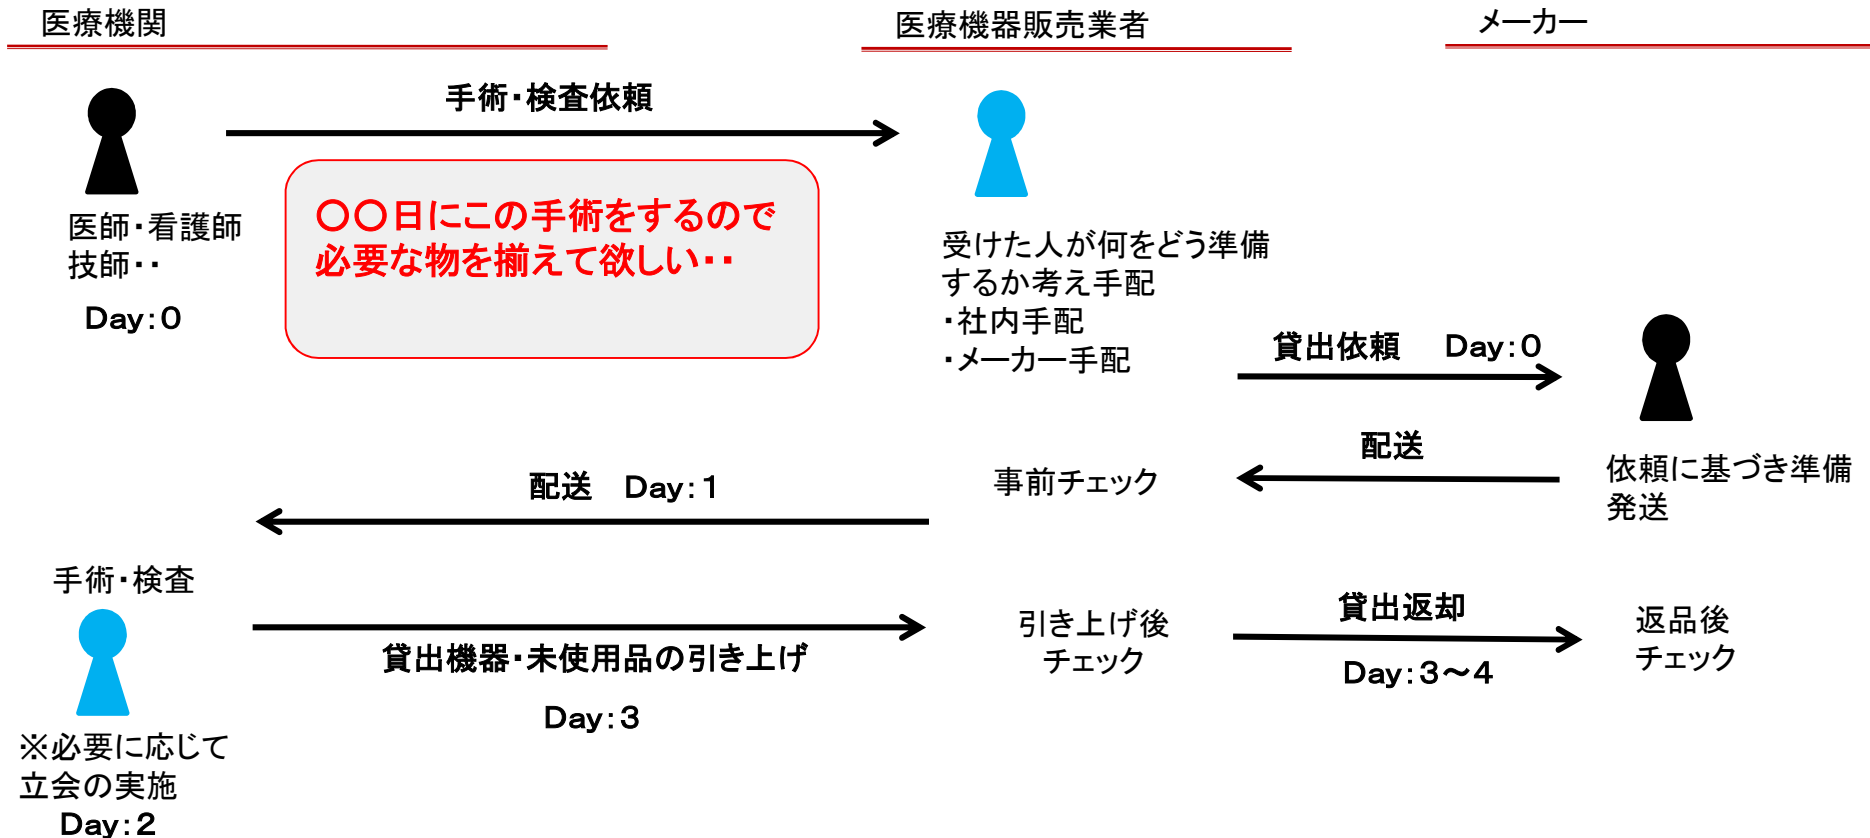 医療機関
医療機器販売業者
メーカー
手術・検査依頼
〇〇日にこの手術をするので
必要な物を揃えて欲しい・・
医師・看護師
技師・・
Day:0
受けた人が何をどう準備
するか考え手配
・社内手配
・メーカー手配
貸出依頼　Day:0
配送
依頼に基づき準備
発送
事前チェック
配送　Day:1
手術・検査
貸出機器・未使用品の引き上げ
Day:3
引き上げ後
チェック
貸出返却
Day:3～4
返品後
チェック
※必要に応じて
立会の実施
Day:2